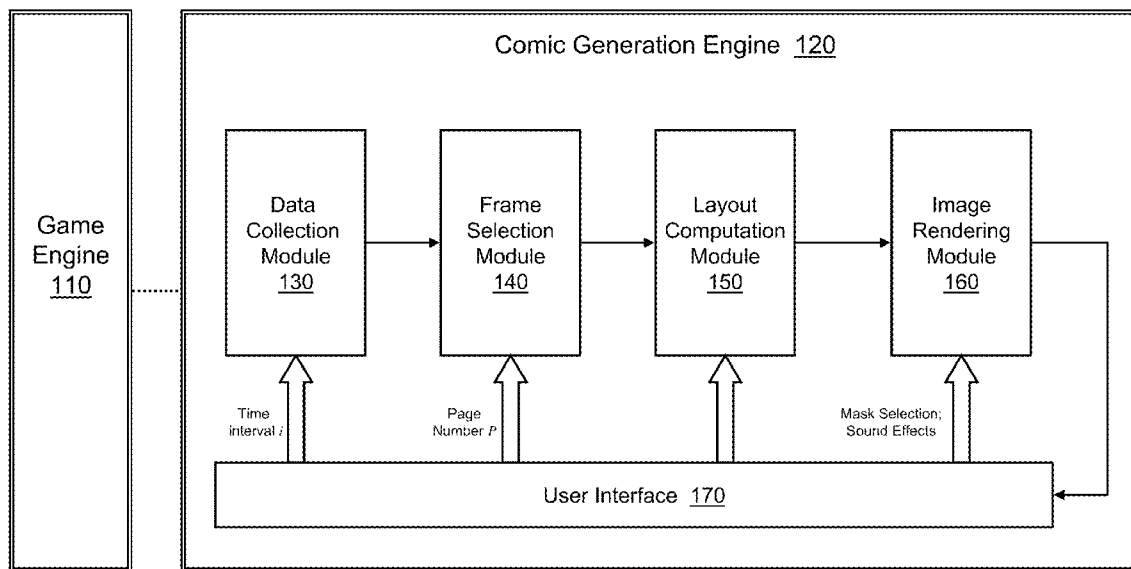 Comic Generation Engine 120
Game
Engine
110
Data
Collection
Module
130
Frame
Selection
Module
140
Layout
Computation
Module
150
Image
Rendering
Module
160
Time
interval i
Page
Number P
Mask Selection;
Sound Effects
User Interface 170